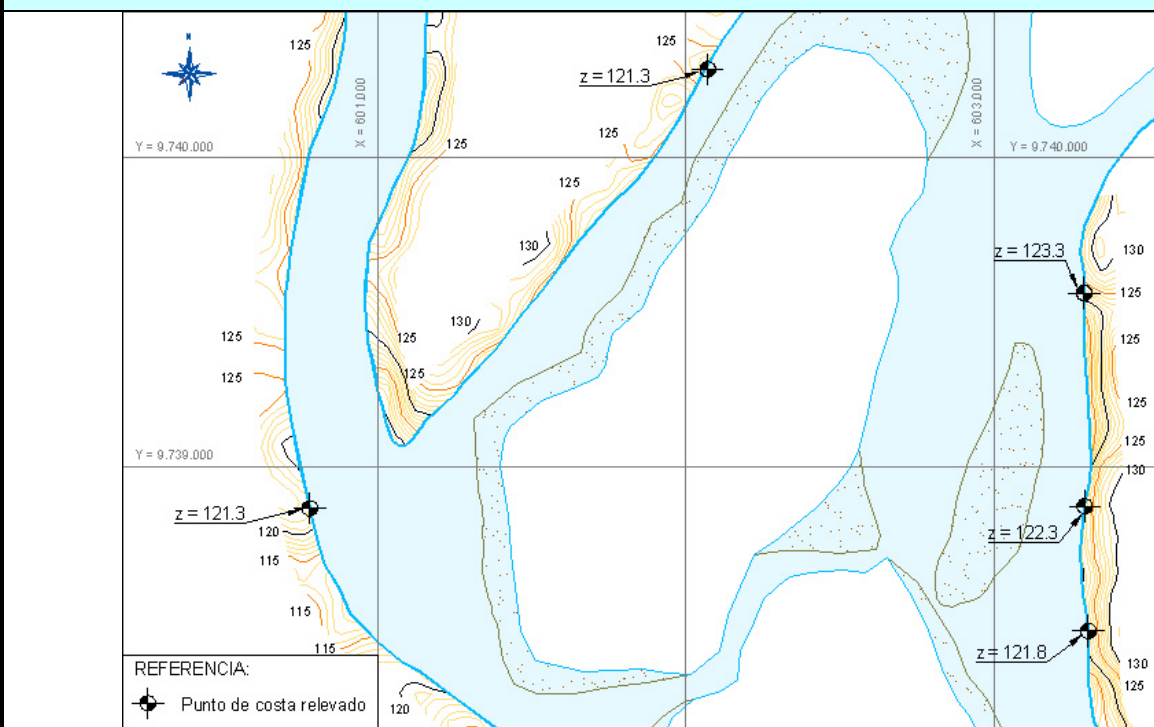 N
125
125
z = 121.3
X = 601.000
X = 603.000
125
125
Y = 9.740.000
Y = 9.740.000
125
130
130
z = 123.3
125
130
125
125
125
125
125
125
125
Y = 9.739.000
130
z = 121.3
120
z = 122.3
115
115
115
z = 121.8
130
125
REFERENCIA:
Punto de costa relevado
120